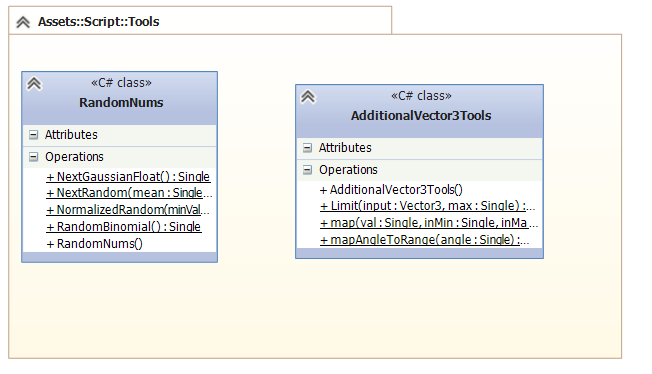 Assets::Script::Tools
«C# class»
RandomNums
Attributes
Operations
+ NextGaussianFloat() : Single
+ NextRandom(mean : Single...
+ NormalizedRandom(minVal...
+ RandomBinomial() : Single
+ RandomNums()
«C# class»
AdditionalVector3Tools
Attributes
Operations
+ AdditionalVector3Tools()
+ Limit(input : Vector3, max : Single) :...
+ map(val : Single, inMin : Single, inMa...
+ mapAngleToRange(angle : Single) :...